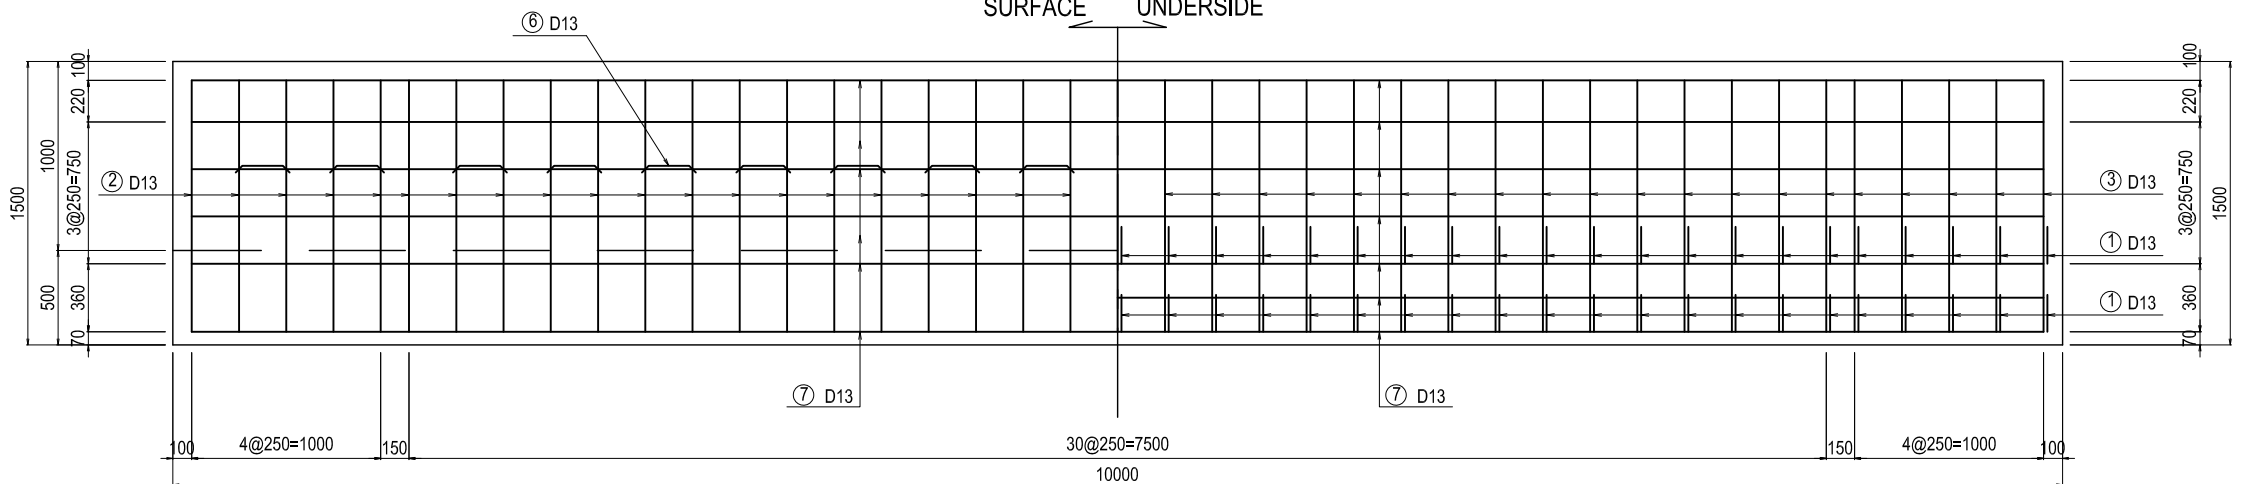 SURFACE UNDERSIDE
⑥ D13
100
220
3@250=750
360
70
1000
500
1500
② D13
100
220
3@250=750
360
70
1500
③ D13
① D13
① D13
⑦ D13
⑦ D13
100 4@250=1000 150 30@250=7500 150 4@250=1000 100
10000